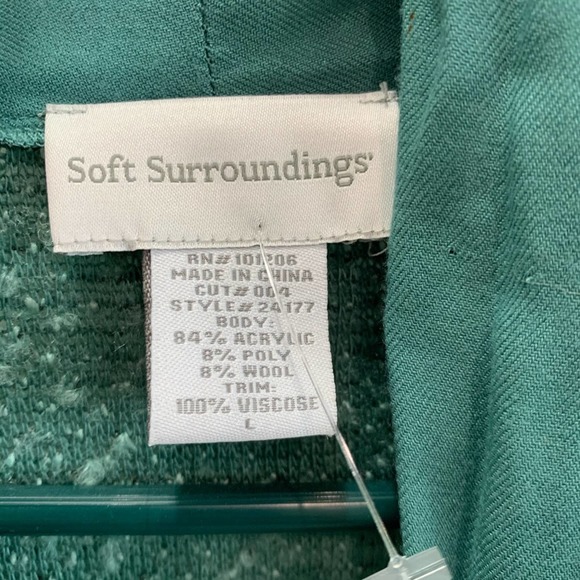 Soft Surroundings
RN# 101206
MADE IN CHINA
CUT# 004
STYLE# 24177
BODY:
84% ACRYLIC
8% POLY
8% WOOL
TRIM:
100% VISCOSE
L